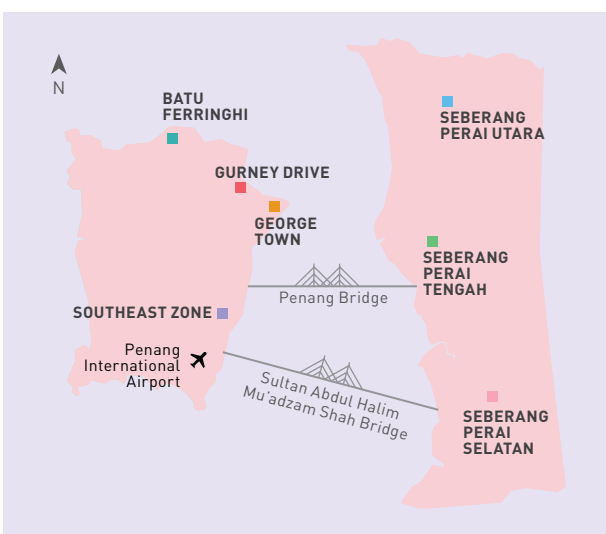 N
BATU
FERRINGHI
SEBERANG
PERAI UTARA
GURNEY DRIVE
GEORGE
TOWN
SEBERANG
PERAI
TENGAH
Penang Bridge
SOUTHEAST ZONE
Penang
International
Airport
Sultan Abdul Halim
Mu'adzam Shah Bridge
SEBERANG
PERAI
SELATAN